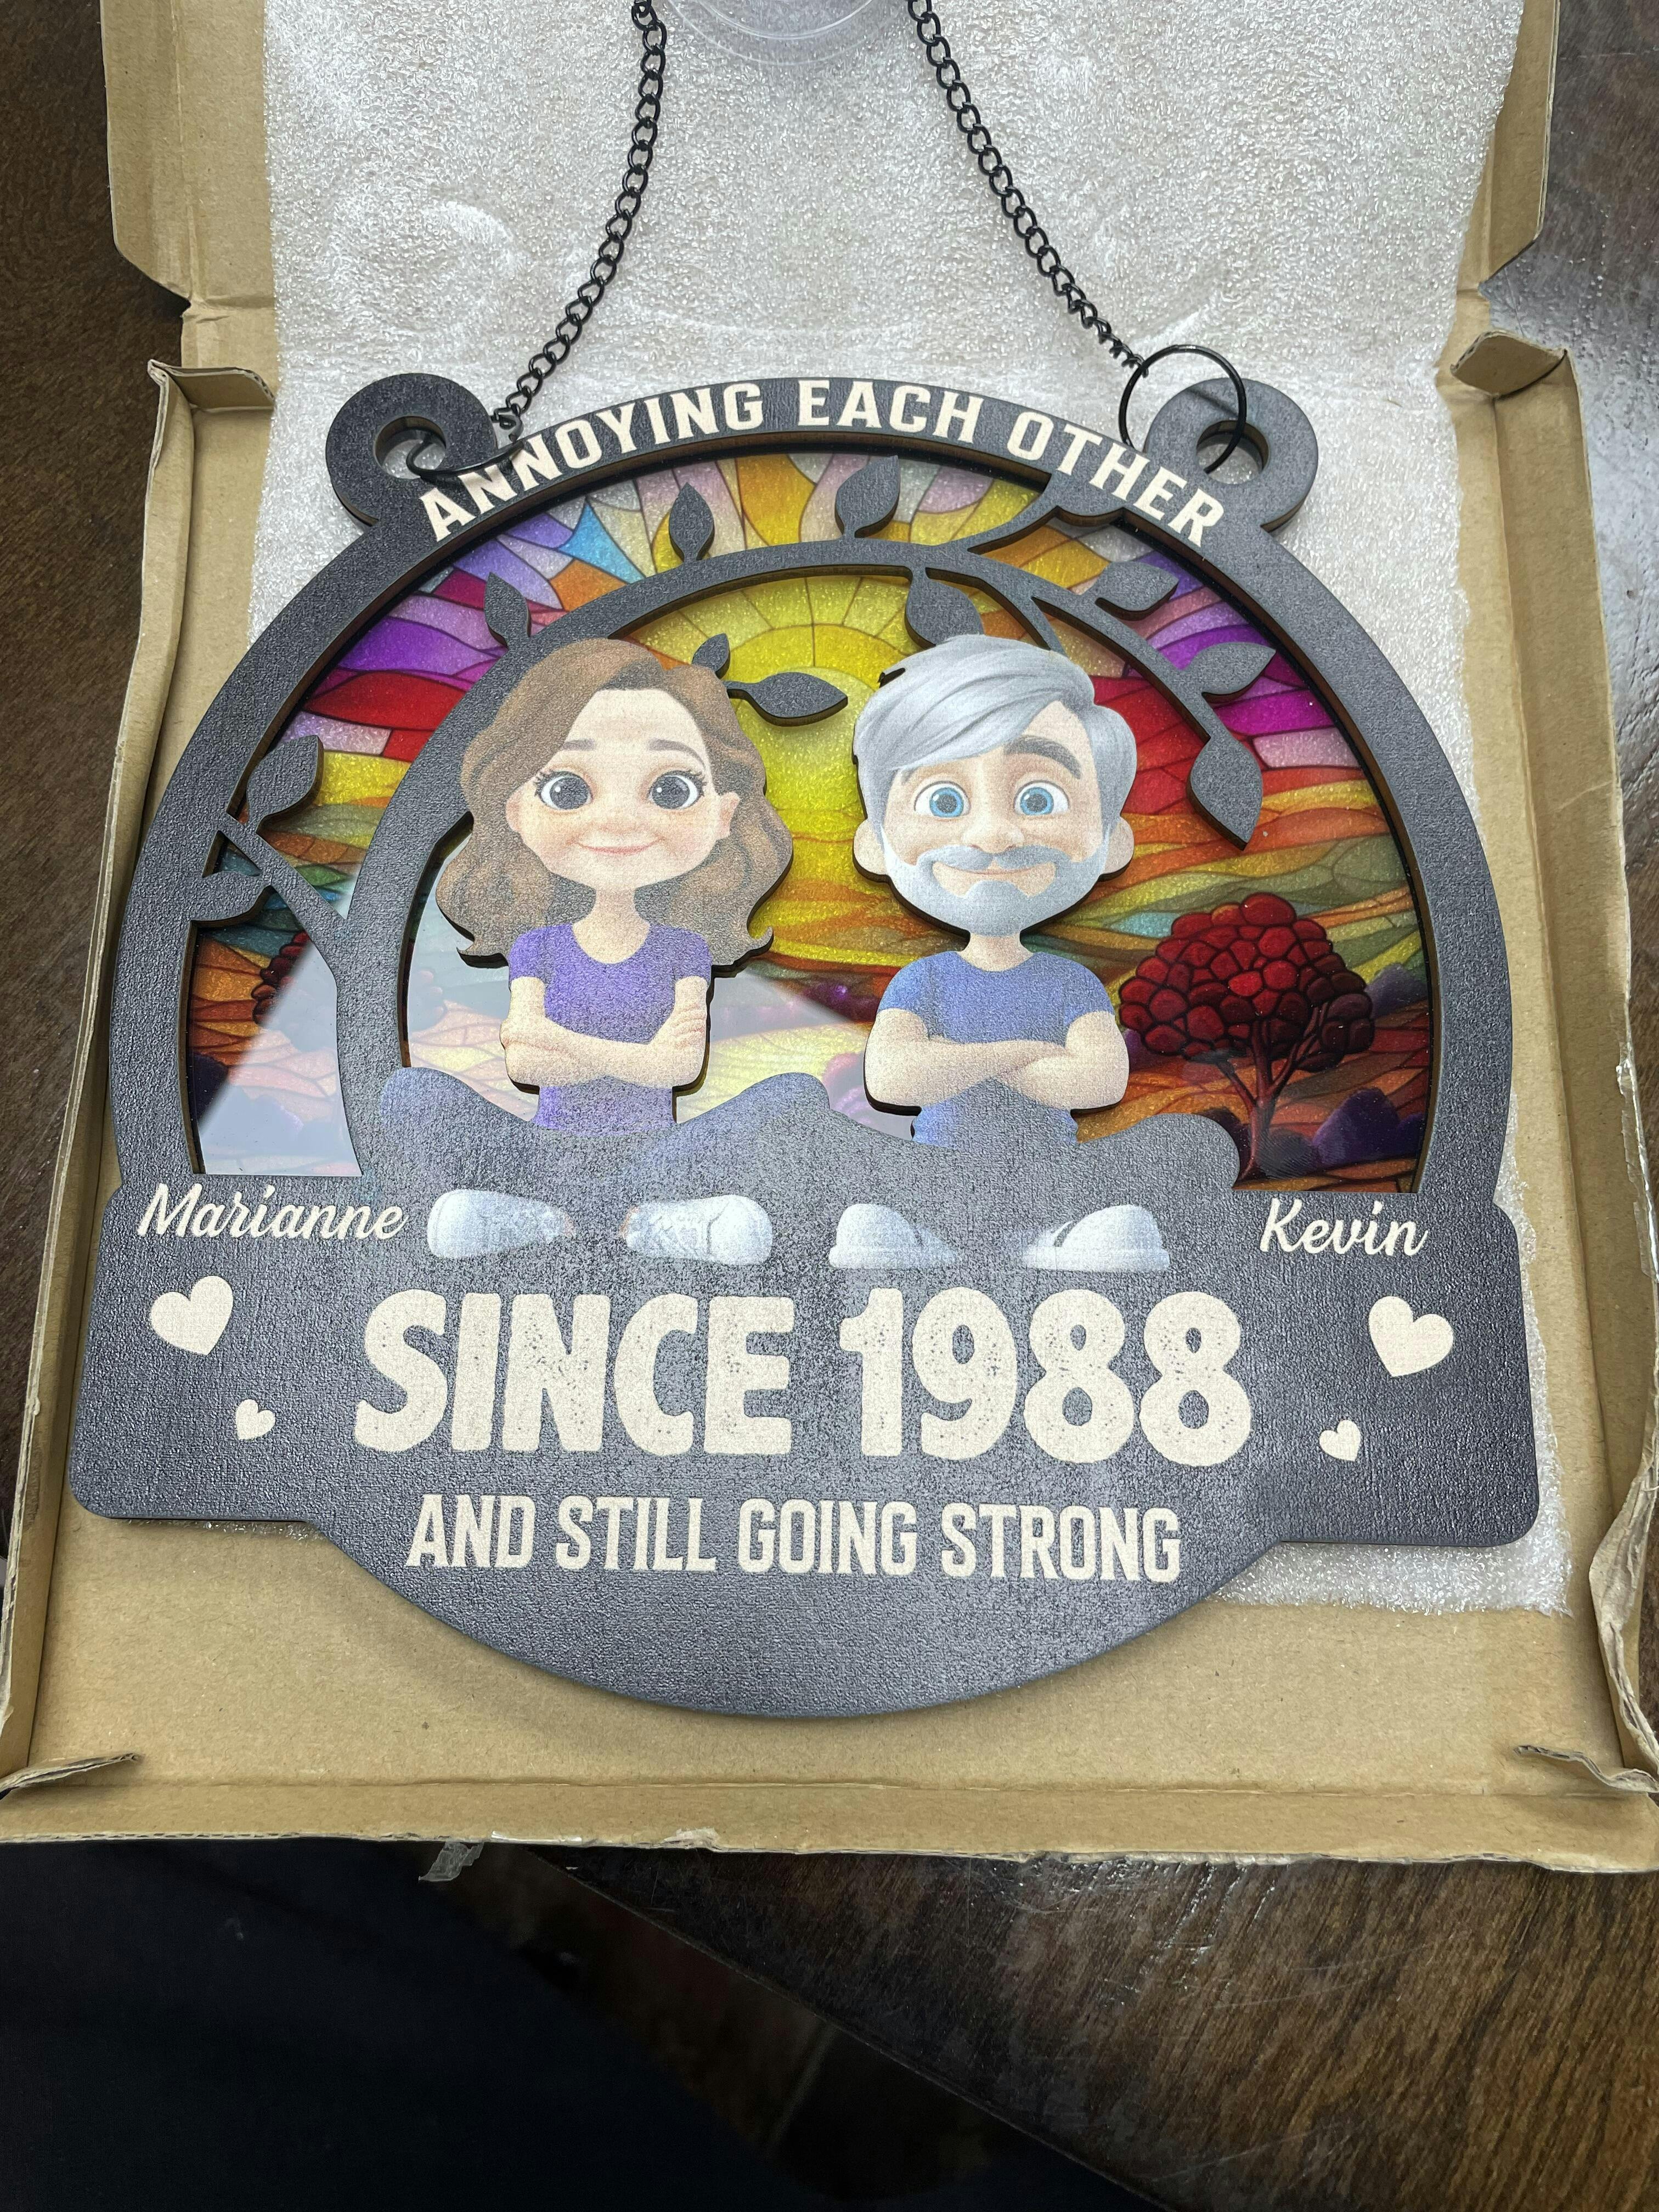 ANNOYING EACH OTHER
Marianne
Kevin
SINCE 1988
AND STILL GOING STRONG